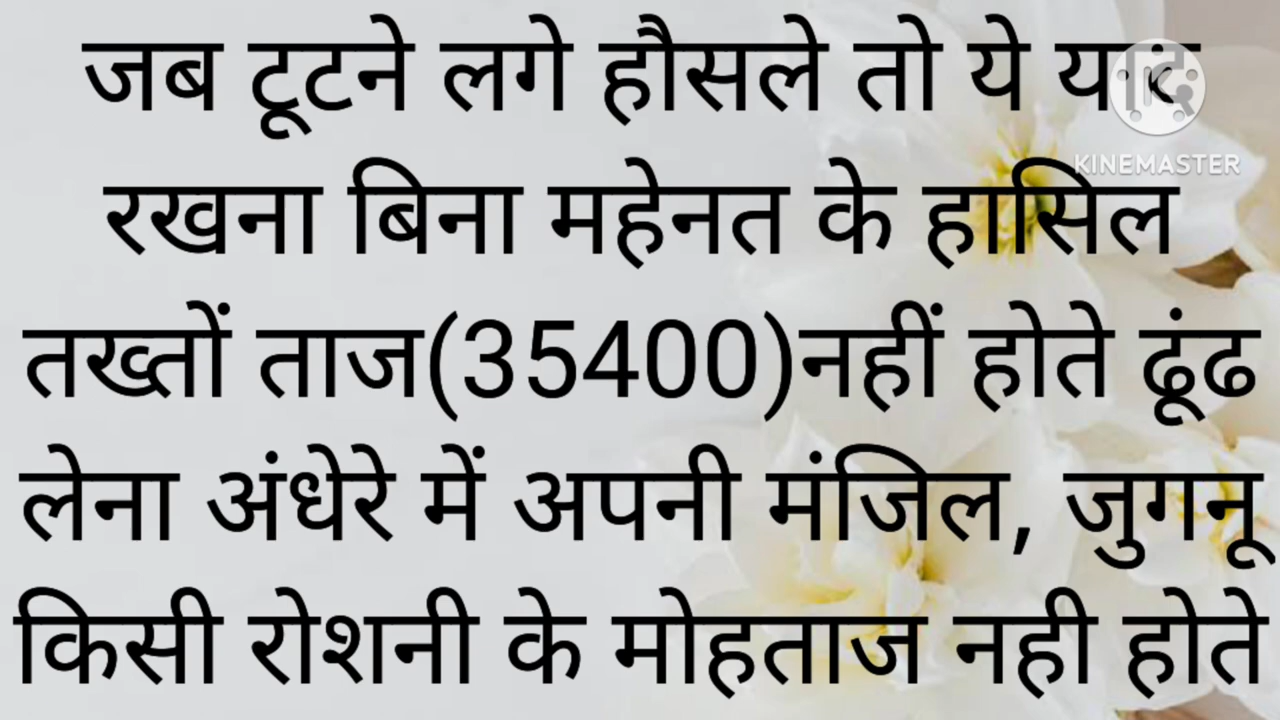 जब टूटने लगे हौसले तो ये याद
KINEMASTER
रखना बिना महेनत के हासिल
तख्तों ताज(35400)नहीं होते ढूंढ
लेना अंधेरे में अपनी मंजिल, जुगनू
किसी रोशनी के मोहताज नही होते